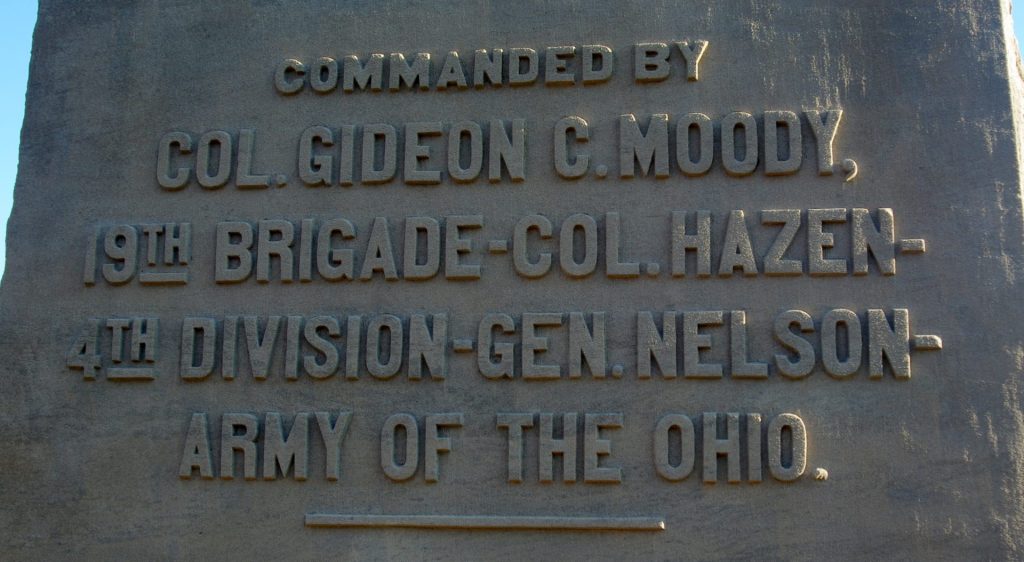 COMMANDED BY
COL. GIDEON C. MOODY,
19TH BRIGADE-COL. HAZEN-
4TH DIVISION-GEN. NELSON-
ARMY OF THE OHIO.